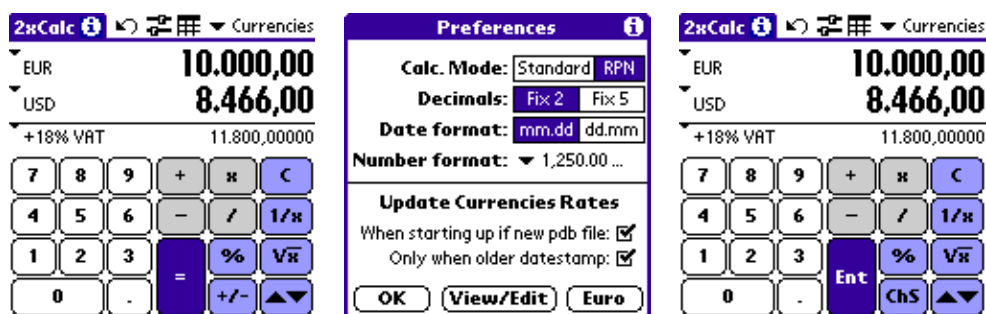 2xCalc i Currencies
EUR 10.000,00
USD 8.466,00
+18% VAT 11.800,00000
7 8 9 + x C
4 5 6 − / 1/x
1 2 3 = % √x
0 . +/-
Preferences i
Calc. Mode: Standard RPN
Decimals: Fix 2 Fix 5
Date format: mm.dd dd.mm
Number format: 1,250.00 ...
Update Currencies Rates
When starting up if new pdb file:
Only when older datestamp:
OK View/Edit Euro
2xCalc i Currencies
EUR 10.000,00
USD 8.466,00
+18% VAT 11.800,00000
7 8 9 + x C
4 5 6 − / 1/x
1 2 3 Ent % √x
0 . ChS